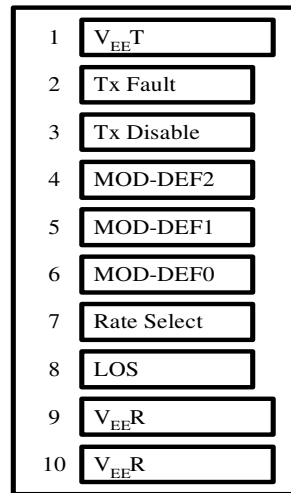 1 VEET
2 Tx Fault
3 Tx Disable
4 MOD-DEF2
5 MOD-DEF1
6 MOD-DEF0
7 Rate Select
8 LOS
9 VEER
10 VEER